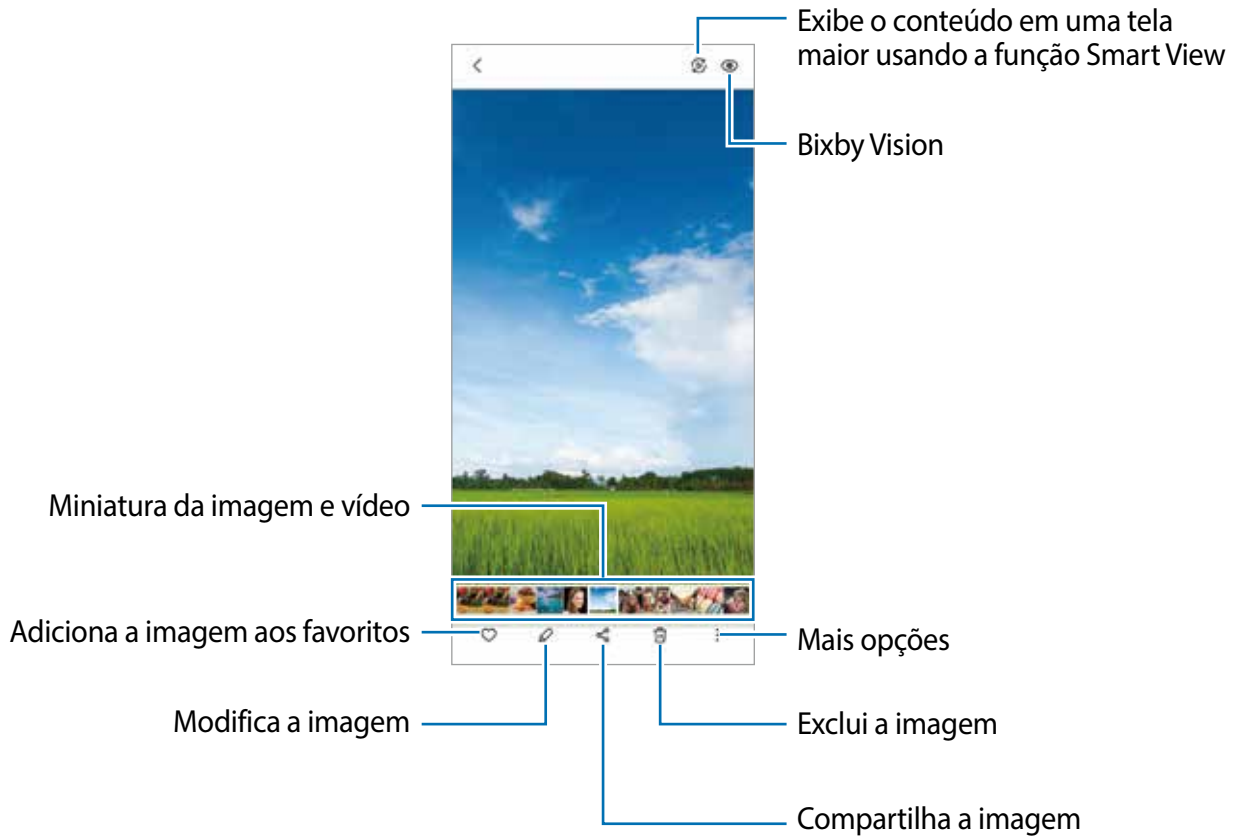 Exibe o conteúdo em uma tela
maior usando a função Smart View
Bixby Vision
Miniatura da imagem e vídeo
Adiciona a imagem aos favoritos
Mais opções
Modifica a imagem
Exclui a imagem
Compartilha a imagem